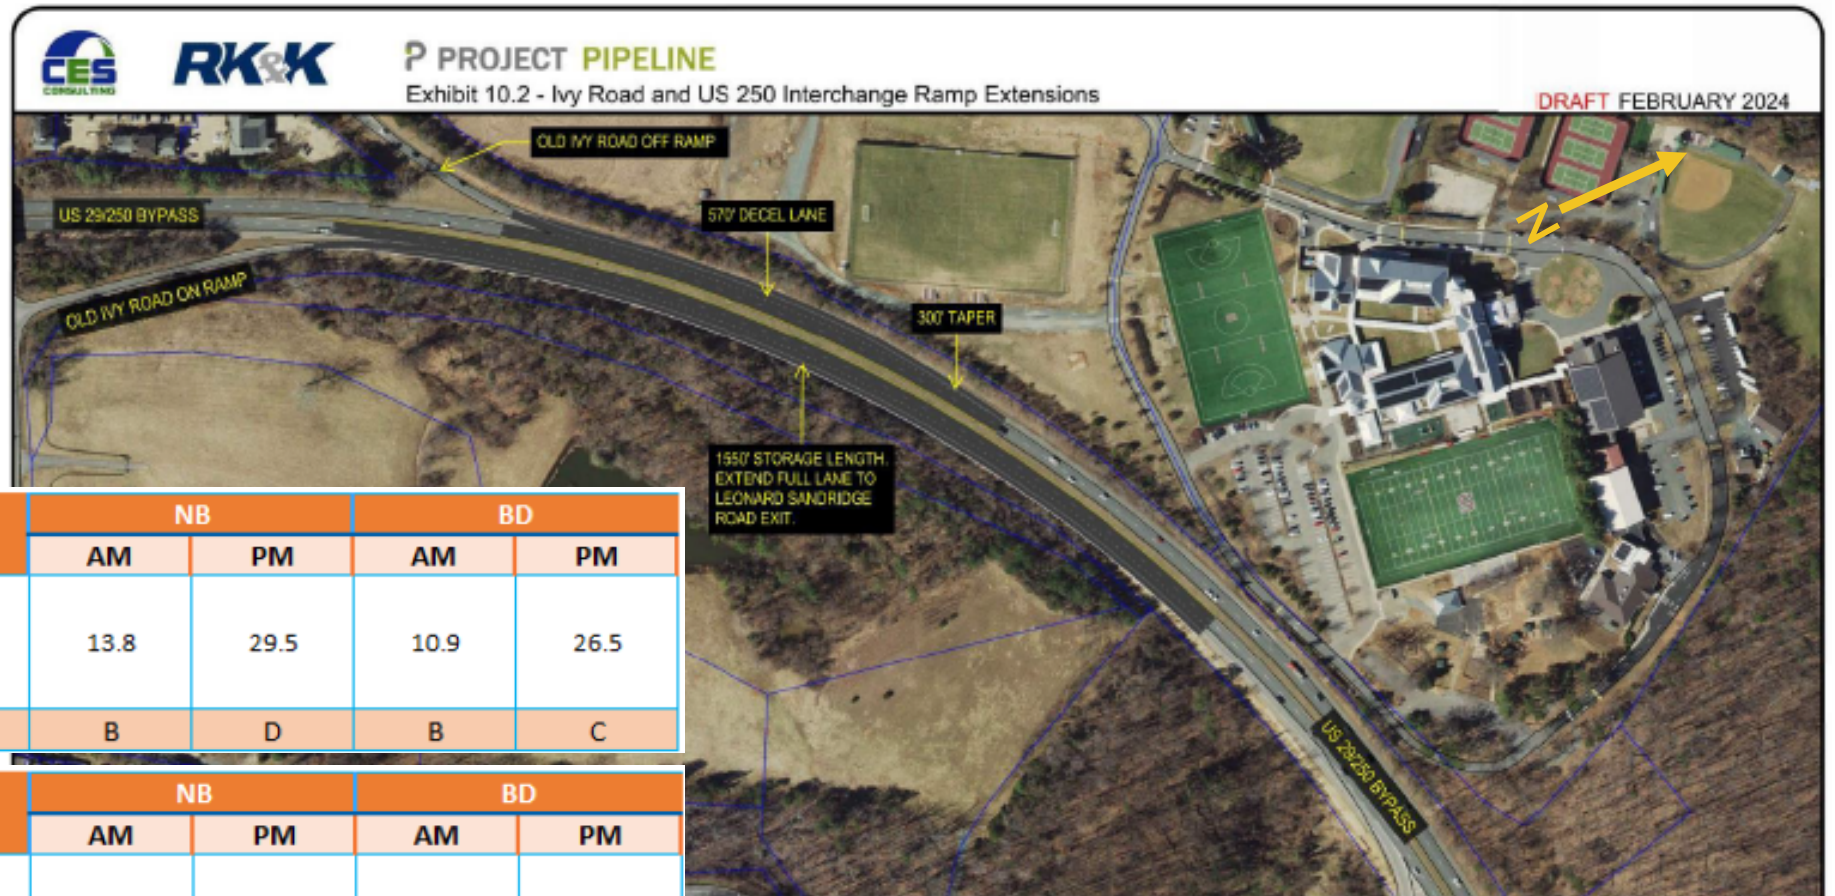 CES
CONSULTING
RK&K
PROJECT PIPELINE
Exhibit 10.2 - Ivy Road and US 250 Interchange Ramp Extensions
DRAFT FEBRUARY 2024
OLD IVY ROAD OFF RAMP
US 29/250 BYPASS
570' DECEL LANE
N
OLD IVY ROAD ON RAMP
300' TAPER
1550' STORAGE LENGTH.
EXTEND FULL LANE TO
LEONARD SANDRIDGE
ROAD EXIT.
NB BD
AM PM AM PM
13.8 29.5 10.9 26.5
B D B C
US 29/250 BYPASS
NB BD
AM PM AM PM